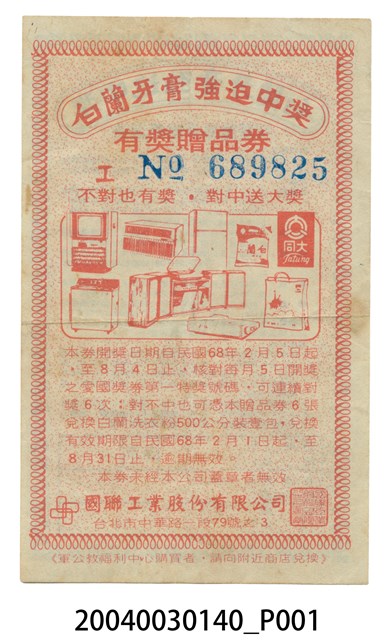 白蘭牙膏強迫中獎
有獎贈品券
工 № 689825
不對也有獎・對中送大獎
白蘭
大同
Tatung
本券開獎日期自民國68年2月5日起
，至8月4日止，核對每月5日開獎
之愛國獎券第一特獎號碼，可連續對
獎6次；對不中也可憑本贈品券6張
兌換白蘭洗衣粉500公分裝壹包，兌換
有效期限自民國68年2月1日起，至
8月31日止，逾期無效。
本券未經本公司蓋章者無效
國聯工業股份有限公司
台北市中華路一段79號之3
《軍公教福利中心購買者，請向附近商店兌換》
20040030140_P001